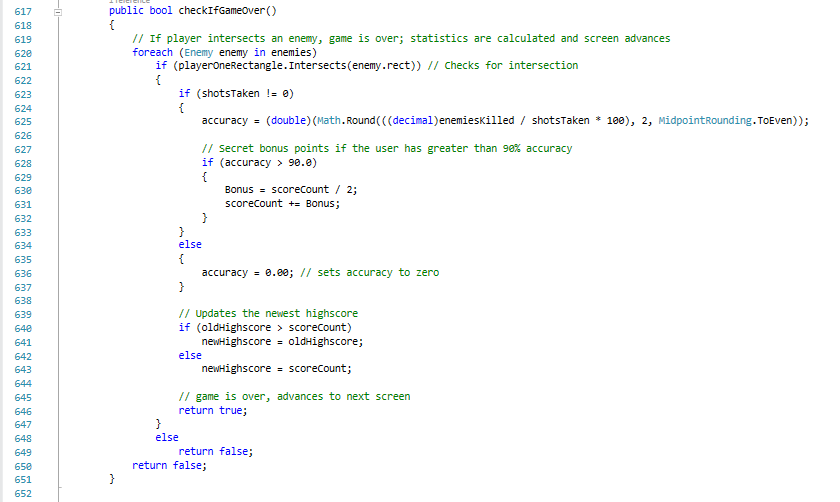 1 reference
617 public bool checkIfGameOver()
618 {
619 // If player intersects an enemy, game is over; statistics are calculated and screen advances
620 foreach (Enemy enemy in enemies)
621 if (playerOneRectangle.Intersects(enemy.rect)) // Checks for intersection
622 {
623 if (shotsTaken != 0)
624 {
625 accuracy = (double)(Math.Round(((decimal)enemiesKilled / shotsTaken * 100), 2, MidpointRounding.ToEven));
626
627 // Secret bonus points if the user has greater than 90% accuracy
628 if (accuracy > 90.0)
629 {
630 Bonus = scoreCount / 2;
631 scoreCount += Bonus;
632 }
633 }
634 else
635 {
636 accuracy = 0.00; // sets accuracy to zero
637 }
638
639 // Updates the newest highscore
640 if (oldHighscore > scoreCount)
641 newHighscore = oldHighscore;
642 else
643 newHighscore = scoreCount;
644
645 // game is over, advances to next screen
646 return true;
647 }
648 else
649 return false;
650 return false;
651 }
652